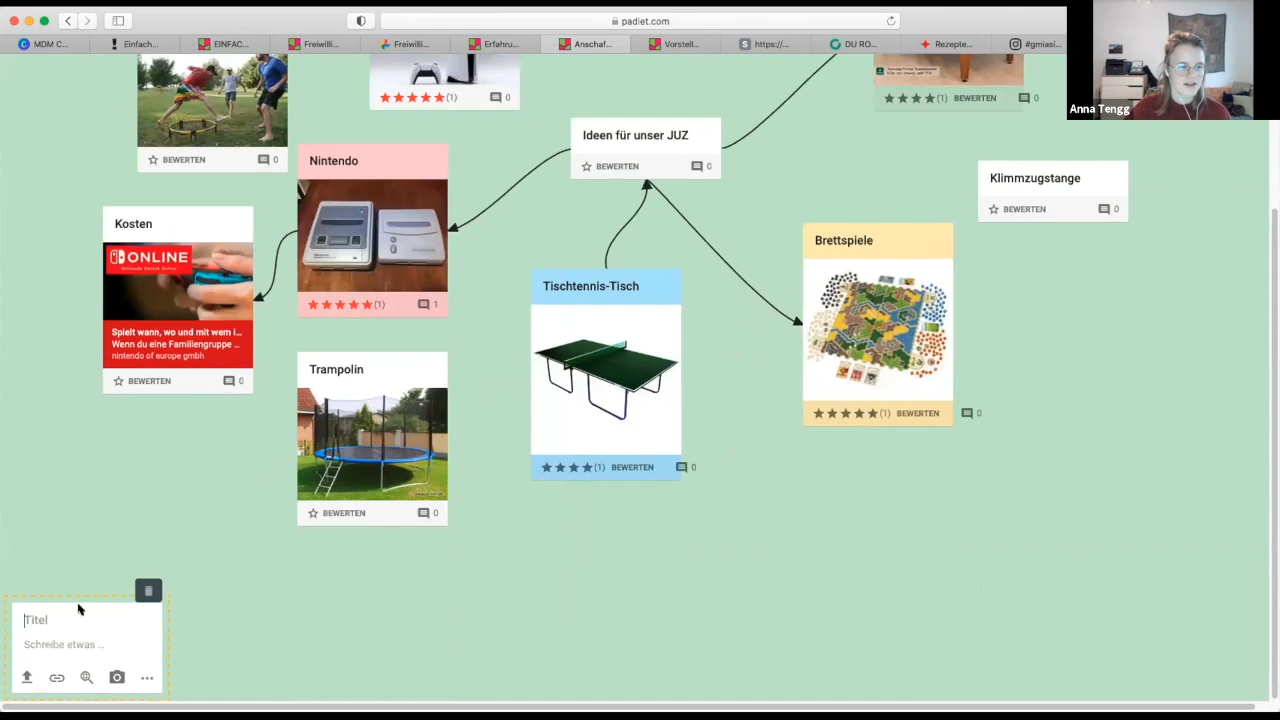 padlet.com
MDM C...
Einfach...
EINFAC...
Freiwilli...
Freiwilli...
Erfahru...
Anschaf...
Vorstell...
https://...
DU RO...
Rezepte...
@gmiasi...
Anna Tengg
(1)
0
(1) BEWERTEN
0
BEWERTEN
0
Ideen für unser JUZ
BEWERTEN
0
Nintendo
(1)
1
Klimmzugstange
BEWERTEN
0
Kosten
ONLINE
Nintendo Switch Online
Spielt wann, wo und mit wem i...
Wenn du eine Familiengruppe ...
nintendo of europe gmbh
BEWERTEN
0
Brettspiele
(1) BEWERTEN
0
Tischtennis-Tisch
(1) BEWERTEN
0
Trampolin
BEWERTEN
0
Titel
Schreibe etwas ...